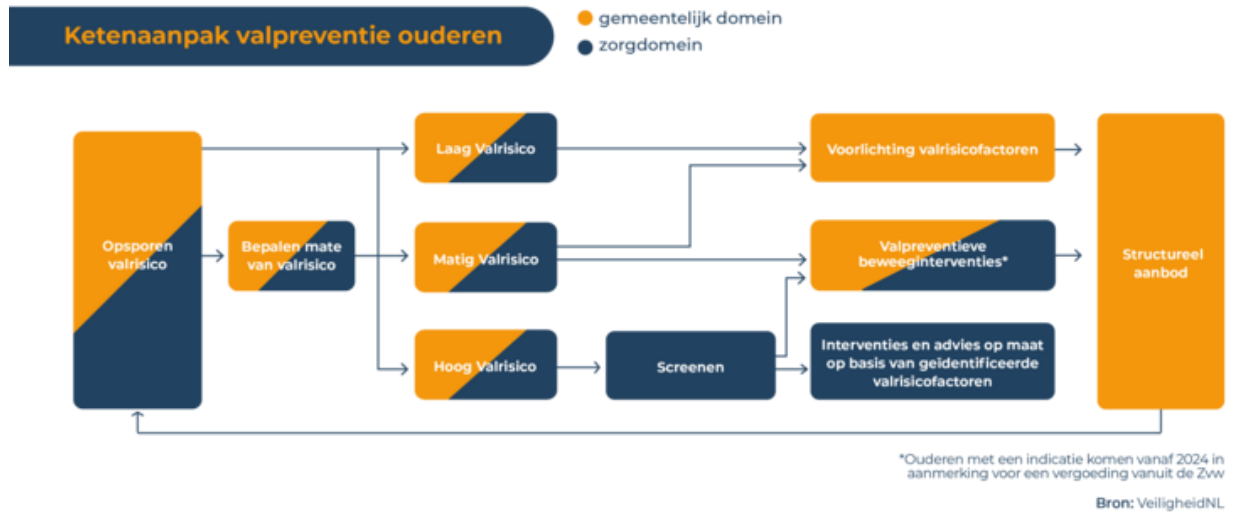 Ketenaanpak valpreventie ouderen
gemeentelijk domein
zorgdomein
Opsporen
valrisico
Bepalen mate
van valrisico
Laag Valrisico
Matig Valrisico
Hoog Valrisico
Screenen
Voorlichting valrisicofactoren
Valpreventieve
beweeginterventies*
Interventies en advies op maat
op basis van geïdentificeerde
valrisicofactoren
Structureel
aanbod
*Ouderen met een indicatie komen vanaf 2024 in
aanmerking voor een vergoeding vanuit de Zvw
Bron: VeiligheidNL